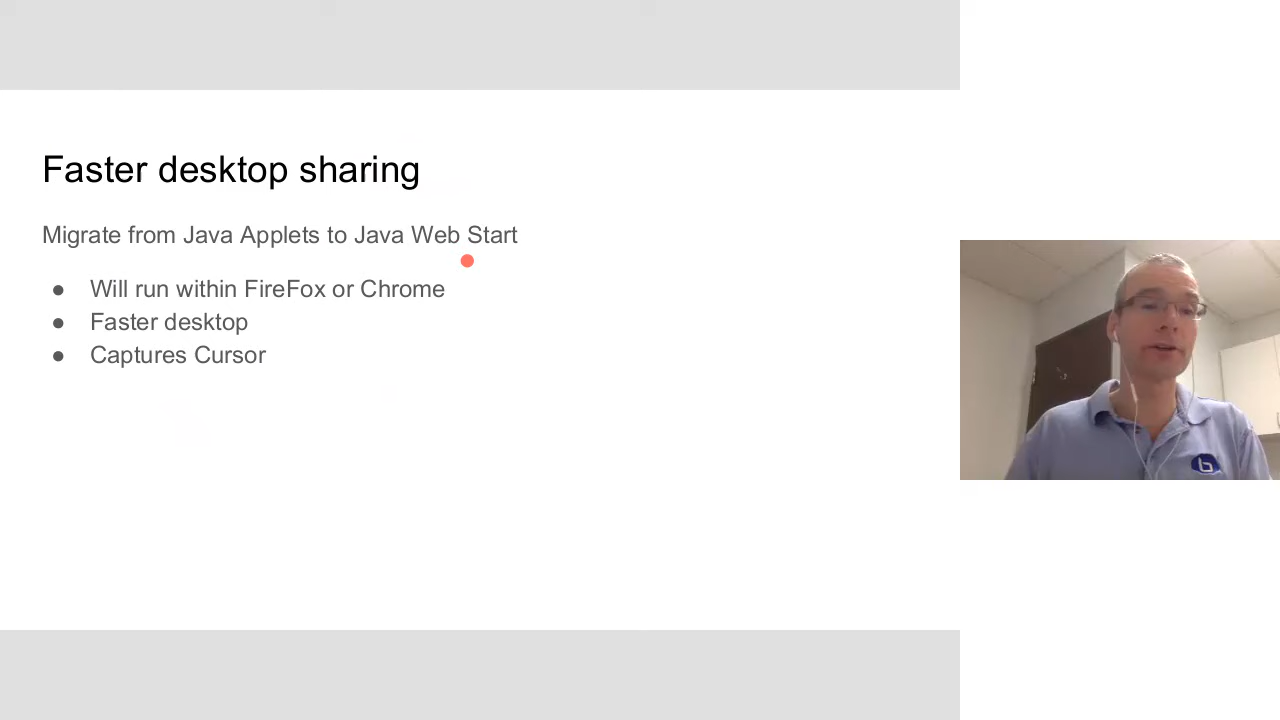 Faster desktop sharing
Migrate from Java Applets to Java Web Start
● Will run within FireFox or Chrome
● Faster desktop
● Captures Cursor
b